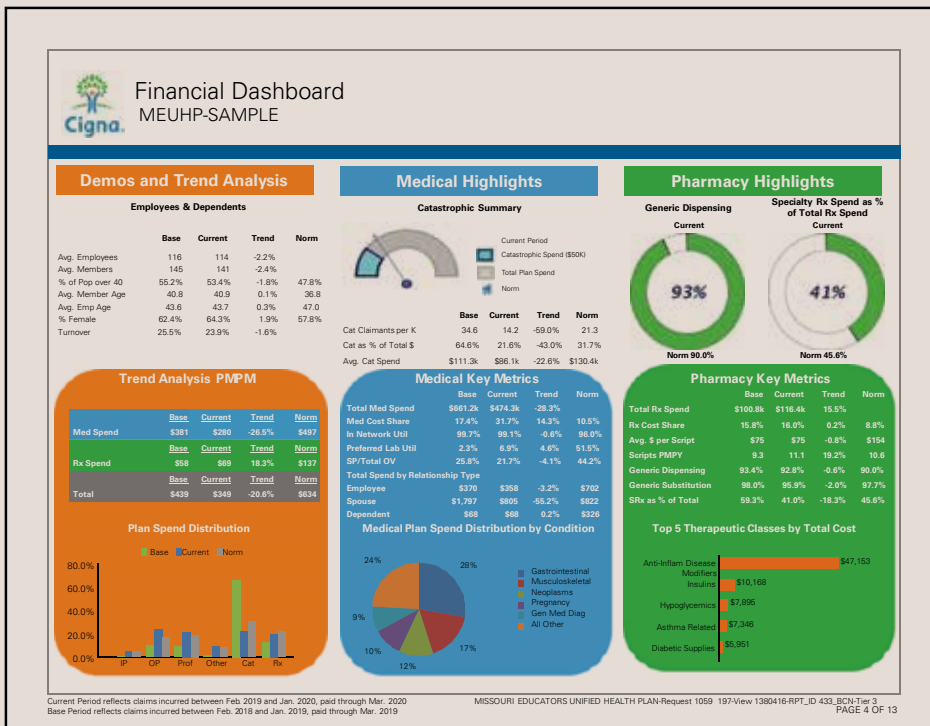 Cigna.
Financial Dashboard
MEUHP-SAMPLE
Demos and Trend Analysis
Employees & Dependents
Base Current Trend Norm
Avg. Employees 116 114 -2.2%
Avg. Members 145 141 -2.4%
% of Pop over 40 55.2% 53.4% -1.8% 47.8%
Avg. Member Age 40.8 40.9 0.1% 36.8
Avg. Emp Age 43.6 43.7 0.3% 47.0
% Female 62.4% 64.3% 1.9% 57.8%
Turnover 25.5% 23.9% -1.6%
Trend Analysis PMPM
Base Current Trend Norm
Med Spend $381 $280 -26.5% $497
Base Current Trend Norm
Rx Spend $58 $69 18.3% $137
Base Current Trend Norm
Total $439 $349 -20.6% $634
Plan Spend Distribution
Base Current Norm
80.0%
60.0%
40.0%
20.0%
0.0%
IP OP Prof Other Cat Rx
Medical Highlights
Catastrophic Summary
Current Period
Catastrophic Spend ($50K)
Total Plan Spend
Norm
Base Current Trend Norm
Cat Claimants per K 34.6 14.2 -59.0% 21.3
Cat as % of Total $ 64.6% 21.6% -43.0% 31.7%
Avg. Cat Spend $111.3k $86.1k -22.6% $130.4k
Medical Key Metrics
Base Current Trend Norm
Total Med Spend $661.2k $474.3k -28.3%
Med Cost Share 17.4% 31.7% 14.3% 10.5%
In Network Util 99.7% 99.1% -0.6% 96.0%
Preferred Lab Util 2.3% 6.9% 4.6% 51.5%
SP/Total OV 25.8% 21.7% -4.1% 44.2%
Total Spend by Relationship Type
Employee $370 $358 -3.2% $702
Spouse $1,797 $805 -55.2% $822
Dependent $68 $68 0.2% $326
Medical Plan Spend Distribution by Condition
24%
28%
9%
10%
12%
17%
Gastrointestinal
Musculoskeletal
Neoplasms
Pregnancy
Gen Med Diag
All Other
Pharmacy Highlights
Generic Dispensing
Current
93%
Norm 90.0%
Specialty Rx Spend as %
of Total Rx Spend
Current
41%
Norm 45.6%
Pharmacy Key Metrics
Base Current Trend Norm
Total Rx Spend $100.8k $116.4k 15.5%
Rx Cost Share 15.8% 16.0% 0.2% 8.8%
Avg. $ per Script $75 $75 -0.8% $154
Scripts PMPY 9.3 11.1 19.2% 10.6
Generic Dispensing 93.4% 92.8% -0.6% 90.0%
Generic Substitution 98.0% 95.9% -2.0% 97.7%
SRx as % of Total 59.3% 41.0% -18.3% 45.6%
Top 5 Therapeutic Classes by Total Cost
Anti-Inflam Disease
Modifiers $47,153
Insulins $10,168
Hypoglycemics $7,895
Asthma Related $7,346
Diabetic Supplies $5,951
Current Period reflects claims incurred between Feb. 2019 and Jan. 2020, paid through Mar. 2020
Base Period reflects claims incurred between Feb. 2018 and Jan. 2019, paid through Mar. 2019
MISSOURI EDUCATORS UNIFIED HEALTH PLAN-Request 1059 197-View 1380416-RPT_ID 433_BCN-Tier 3
PAGE 4 OF 13